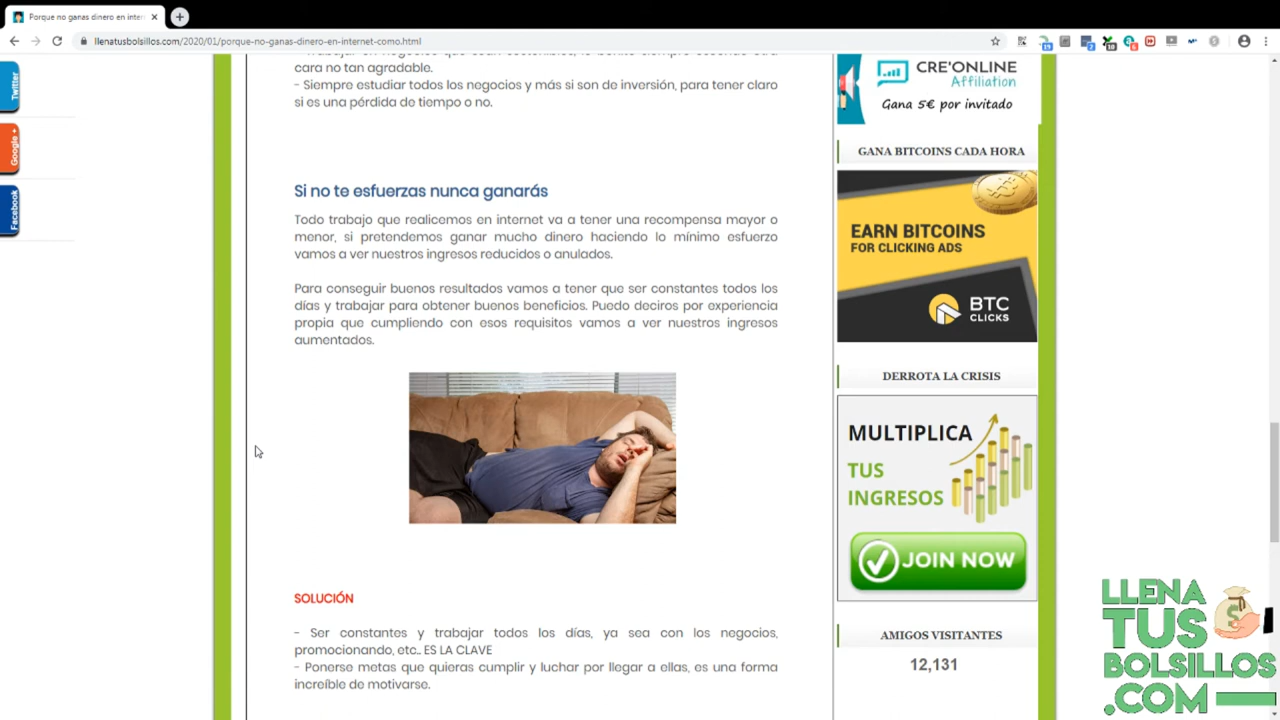 Porque no ganas dinero en inter
llenatusbolsillos.com/2020/01/porque-no-ganas-dinero-en-internet-como.html
19
7
10
6
Twitter
Google +
Facebook
cara no tan agradable.
- Siempre estudiar todos los negocios y más si son de inversión, para tener claro
si es una pérdida de tiempo o no.
Si no te esfuerzas nunca ganarás
Todo trabajo que realicemos en internet va a tener una recompensa mayor o
menor, si pretendemos ganar mucho dinero haciendo lo mínimo esfuerzo
vamos a ver nuestros ingresos reducidos o anulados.
Para conseguir buenos resultados vamos a tener que ser constantes todos los
días y trabajar para obtener buenos beneficios. Puedo deciros por experiencia
propia que cumpliendo con esos requisitos vamos a ver nuestros ingresos
aumentados.
SOLUCIÓN
- Ser constantes y trabajar todos los días, ya sea con los negocios,
promocionando, etc.. ES LA CLAVE
- Ponerse metas que quieras cumplir y luchar por llegar a ellas, es una forma
increíble de motivarse.
CRE'ONLINE
Affiliation
Gana 5€ por invitado
GANA BITCOINS CADA HORA
EARN BITCOINS
FOR CLICKING ADS
BTC
CLICKS
DERROTA LA CRISIS
MULTIPLICA
TUS
INGRESOS
JOIN NOW
AMIGOS VISITANTES
12,131
LLENA
TUS
BOLSILLOS
.COM